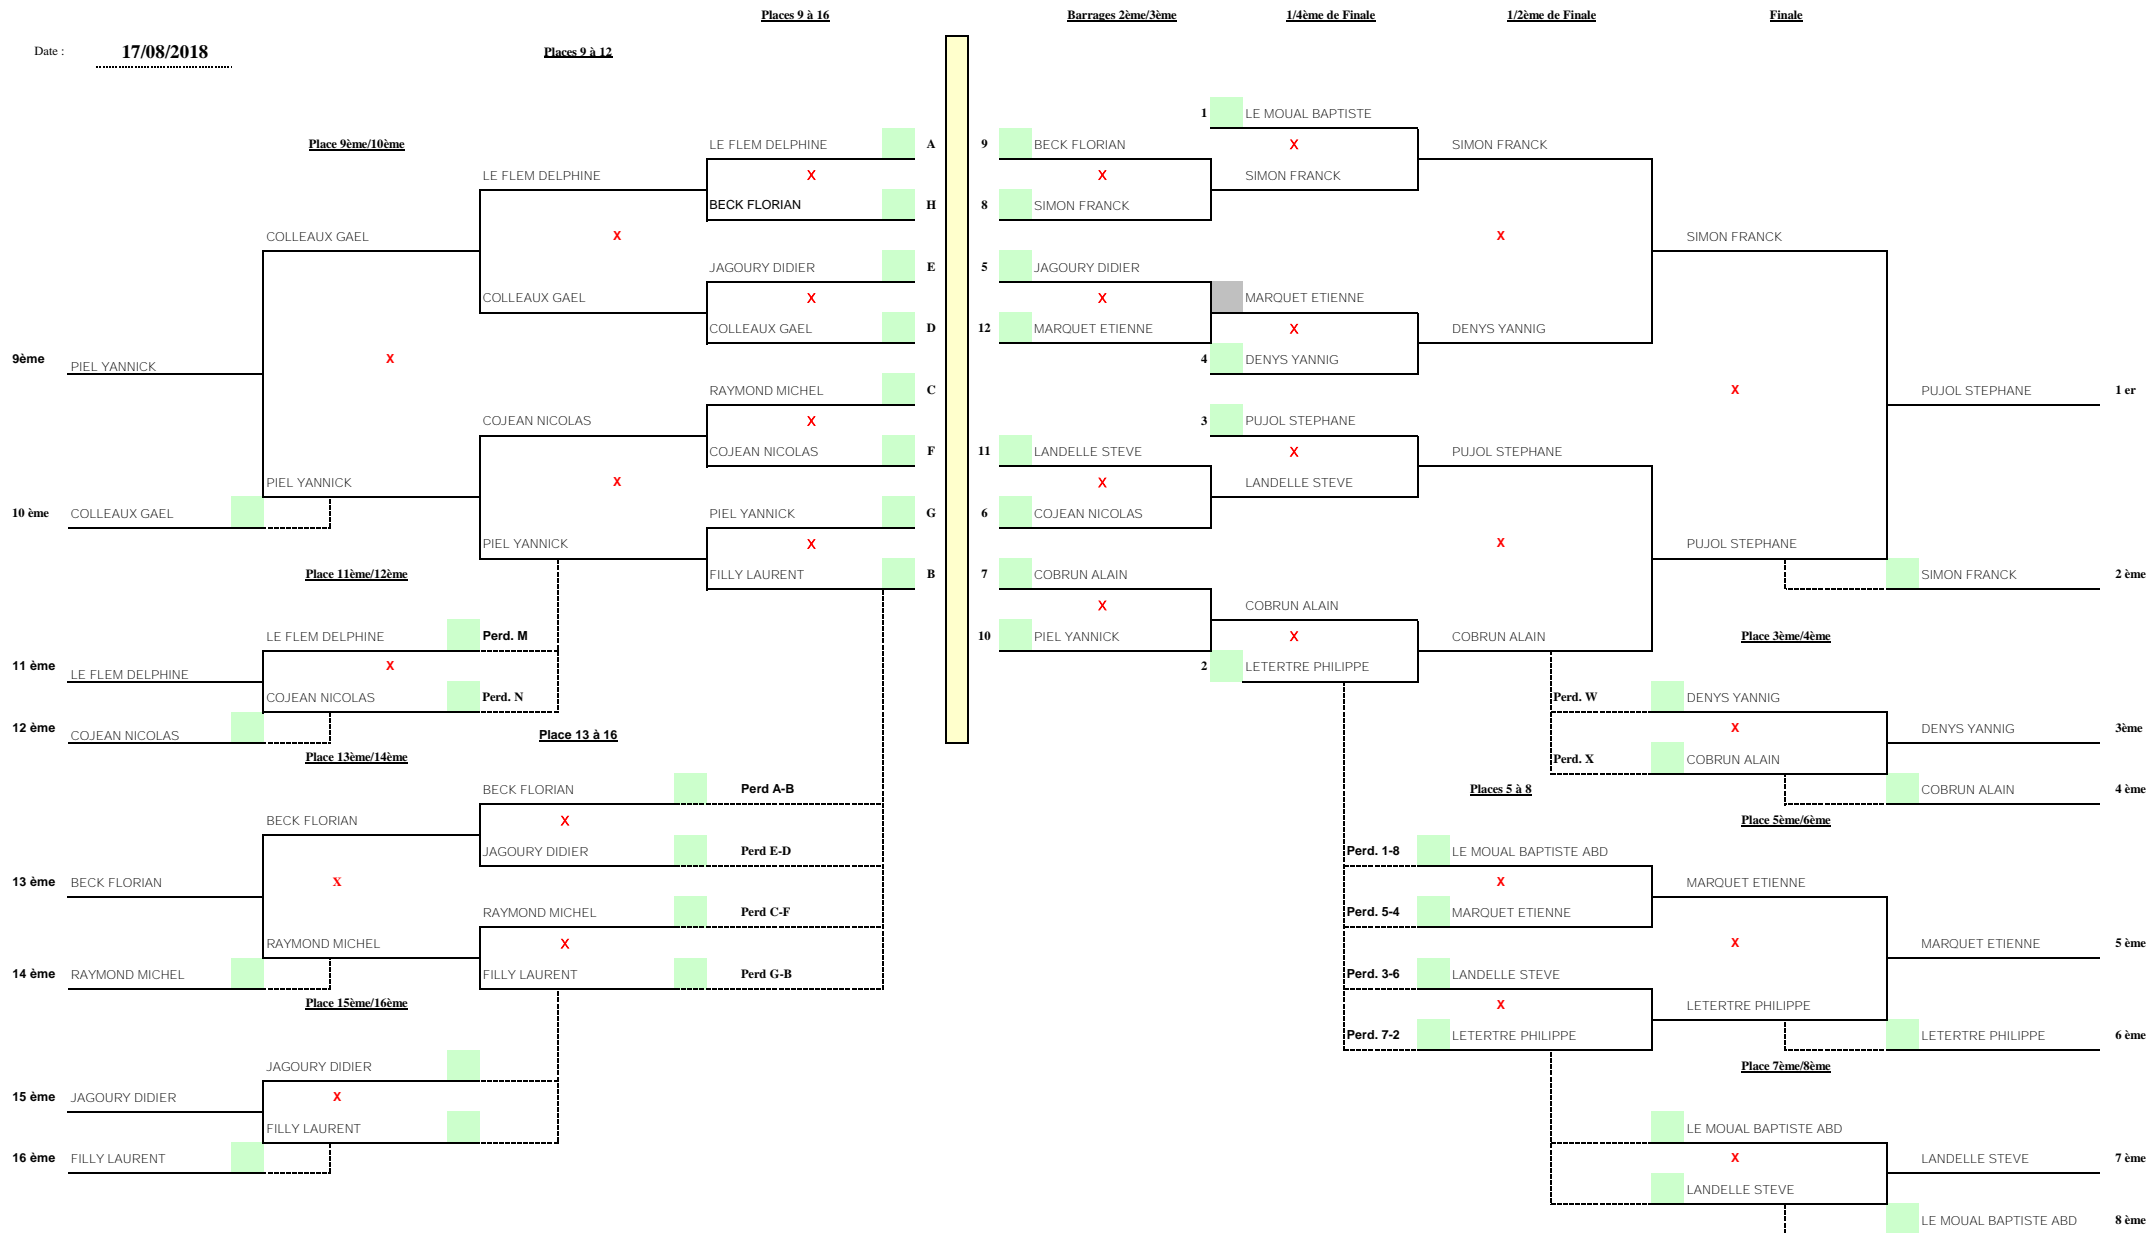 Places 9 à 16 Barrages 2ème/3ème 1/4ème de Finale 1/2ème de Finale Finale
Date : 17/08/2018 Places 9 à 12
1 LE MOUAL BAPTISTE
Place 9ème/10ème LE FLEM DELPHINE A 9 BECK FLORIAN X SIMON FRANCK
LE FLEM DELPHINE X X SIMON FRANCK
BECK FLORIAN H 8 SIMON FRANCK
COLLEAUX GAEL X X SIMON FRANCK
JAGOURY DIDIER E 5 JAGOURY DIDIER
COLLEAUX GAEL X X MARQUET ETIENNE
COLLEAUX GAEL D 12 MARQUET ETIENNE X DENYS YANNIG
9ème PIEL YANNICK X 4 DENYS YANNIG
RAYMOND MICHEL C X PUJOL STEPHANE 1 er
COJEAN NICOLAS X 3 PUJOL STEPHANE
COJEAN NICOLAS F 11 LANDELLE STEVE X PUJOL STEPHANE
PIEL YANNICK X X LANDELLE STEVE
10 ème COLLEAUX GAEL PIEL YANNICK G 6 COJEAN NICOLAS
PIEL YANNICK X X PUJOL STEPHANE
Place 11ème/12ème FILLY LAURENT B 7 COBRUN ALAIN SIMON FRANCK 2 ème
X COBRUN ALAIN
LE FLEM DELPHINE Perd. M 10 PIEL YANNICK X COBRUN ALAIN Place 3ème/4ème
11 ème LE FLEM DELPHINE X 2 LETERTRE PHILIPPE
COJEAN NICOLAS Perd. N Perd. W DENYS YANNIG
12 ème COJEAN NICOLAS Place 13 à 16 X DENYS YANNIG 3ème
Place 13ème/14ème Perd. X COBRUN ALAIN
BECK FLORIAN Perd A-B Places 5 à 8 COBRUN ALAIN 4 ème
BECK FLORIAN X Place 5ème/6ème
JAGOURY DIDIER Perd E-D Perd. 1-8 LE MOUAL BAPTISTE ABD
13 ème BECK FLORIAN X X MARQUET ETIENNE
RAYMOND MICHEL Perd C-F Perd. 5-4 MARQUET ETIENNE
RAYMOND MICHEL X X MARQUET ETIENNE 5 ème
14 ème RAYMOND MICHEL FILLY LAURENT Perd G-B Perd. 3-6 LANDELLE STEVE
Place 15ème/16ème X LETERTRE PHILIPPE
Perd. 7-2 LETERTRE PHILIPPE LETERTRE PHILIPPE 6 ème
JAGOURY DIDIER Place 7ème/8ème
15 ème JAGOURY DIDIER X
FILLY LAURENT LE MOUAL BAPTISTE ABD
16 ème FILLY LAURENT X LANDELLE STEVE 7 ème
LANDELLE STEVE
LE MOUAL BAPTISTE ABD 8 ème